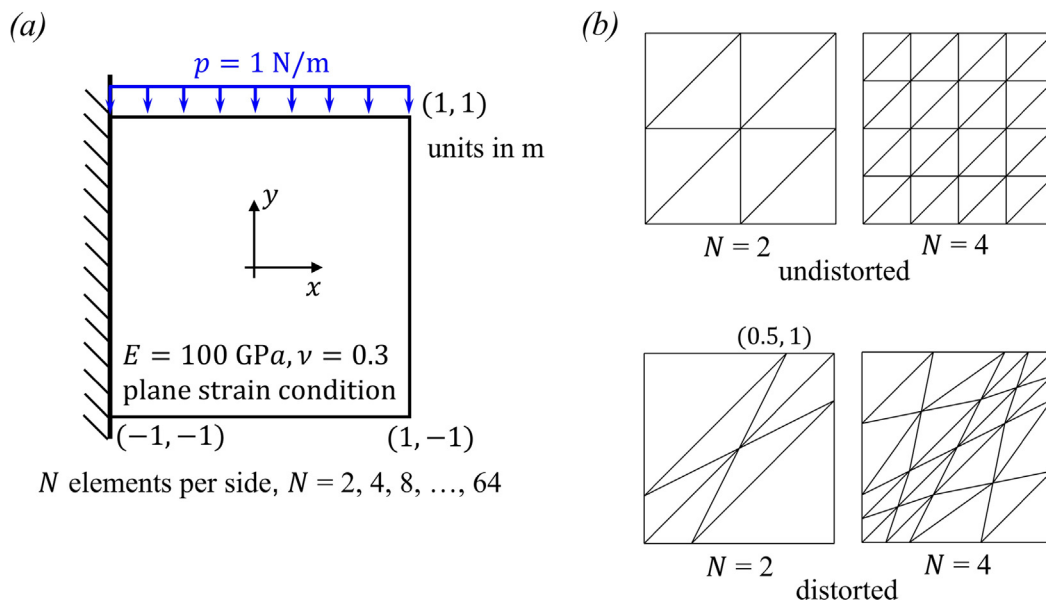 (a)
p = 1 N/m
(1, 1)
units in m
y
x
E = 100 GPa, ν = 0.3
plane strain condition
(−1, −1)
(1, −1)
N elements per side, N = 2, 4, 8, …, 64
(b)
N = 2
N = 4
undistorted
(0.5, 1)
N = 2
N = 4
distorted